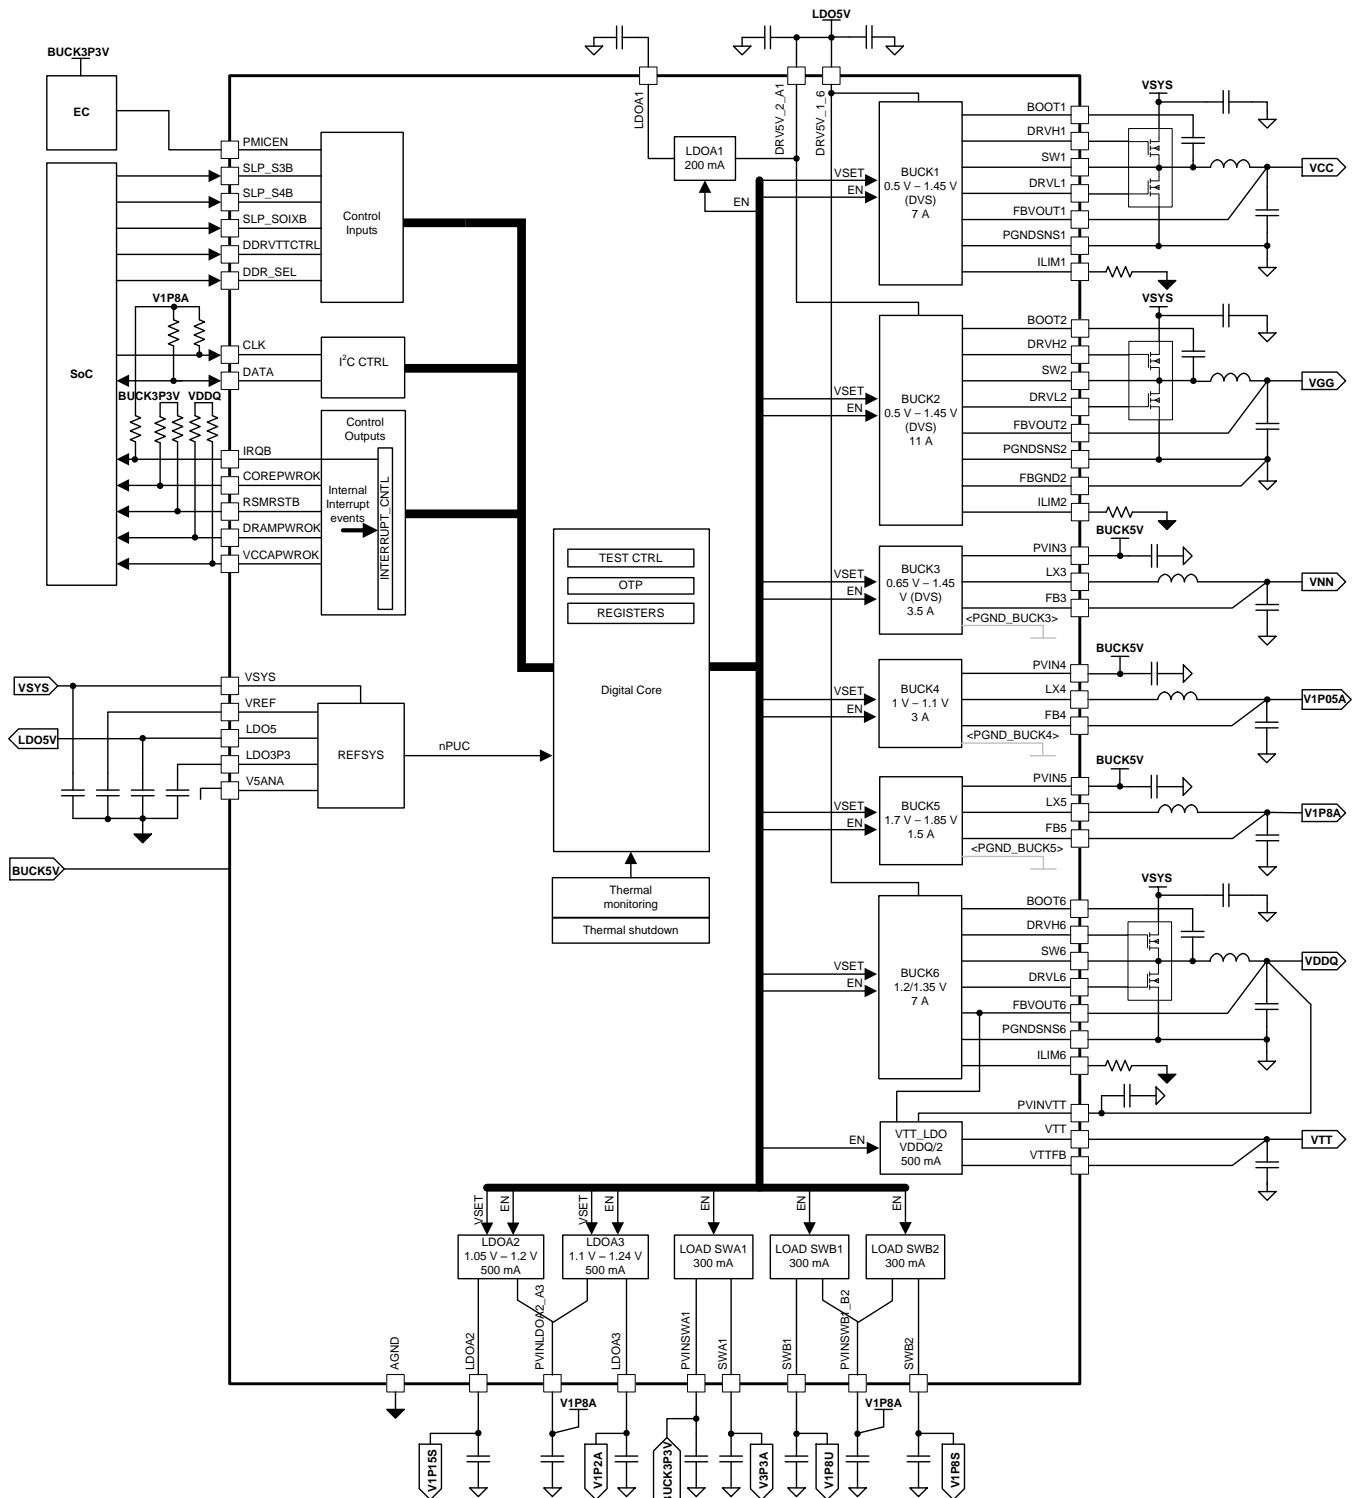 LDO5V
BUCK3P3V
EC
LDOA1
DRV5V_2_A1
DRV5V_1_6
LDOA1
200 mA
EN
PMICEN
SLP_S3B
SLP_S4B
SLP_SOIXB
DDRVTTCTRL
DDR_SEL
Control
Inputs
V1P8A
SoC
CLK
DATA
I²C CTRL
BUCK3P3V
VDDQ
IRQB
COREPWROK
RSMRSTB
DRAMPWROK
VCCAPWROK
Control
Outputs
Internal
Interrupt
events
INTERRUPT_CNTL
TEST CTRL
OTP
REGISTERS
Digital Core
Thermal
monitoring
Thermal shutdown
VSYS
LDO5V
BUCK5V
VSYS
VREF
LDO5
LDO3P3
V5ANA
REFSYS
nPUC
VSET
EN
BUCK1
0.5 V – 1.45 V
(DVS)
7 A
BOOT1
DRVH1
SW1
DRVL1
FBVOUT1
PGNDSNS1
ILIM1
VSYS
VCC
VSET
EN
BUCK2
0.5 V – 1.45 V
(DVS)
11 A
BOOT2
DRVH2
SW2
DRVL2
FBVOUT2
PGNDSNS2
FBGND2
ILIM2
VSYS
VGG
VSET
EN
BUCK3
0.65 V – 1.45
V (DVS)
3.5 A
PVIN3
LX3
FB3
<PGND_BUCK3>
BUCK5V
VNN
VSET
EN
BUCK4
1 V – 1.1 V
3 A
PVIN4
LX4
FB4
<PGND_BUCK4>
BUCK5V
V1P05A
VSET
EN
BUCK5
1.7 V – 1.85 V
1.5 A
PVIN5
LX5
FB5
<PGND_BUCK5>
BUCK5V
V1P8A
VSET
EN
BUCK6
1.2/1.35 V
7 A
BOOT6
DRVH6
SW6
DRVL6
FBVOUT6
PGNDSNS6
ILIM6
VSYS
VDDQ
EN
VTT_LDO
VDDQ/2
500 mA
PVINVTT
VTT
VTTFB
VTT
VSET
EN
LDOA2
1.05 V – 1.2 V
500 mA
VSET
EN
LDOA3
1.1 V – 1.24 V
500 mA
EN
LOAD SWA1
300 mA
EN
LOAD SWB1
300 mA
EN
LOAD SWB2
300 mA
AGND
LDOA2
PVINLDOA2_A3
LDOA3
PVINSWA1
SWA1
SWB1
PVINSWB1_B2
SWB2
V1P15S
V1P8A
V1P2A
BUCK3P3V
V3P3A
V1P8U
V1P8A
V1P8S